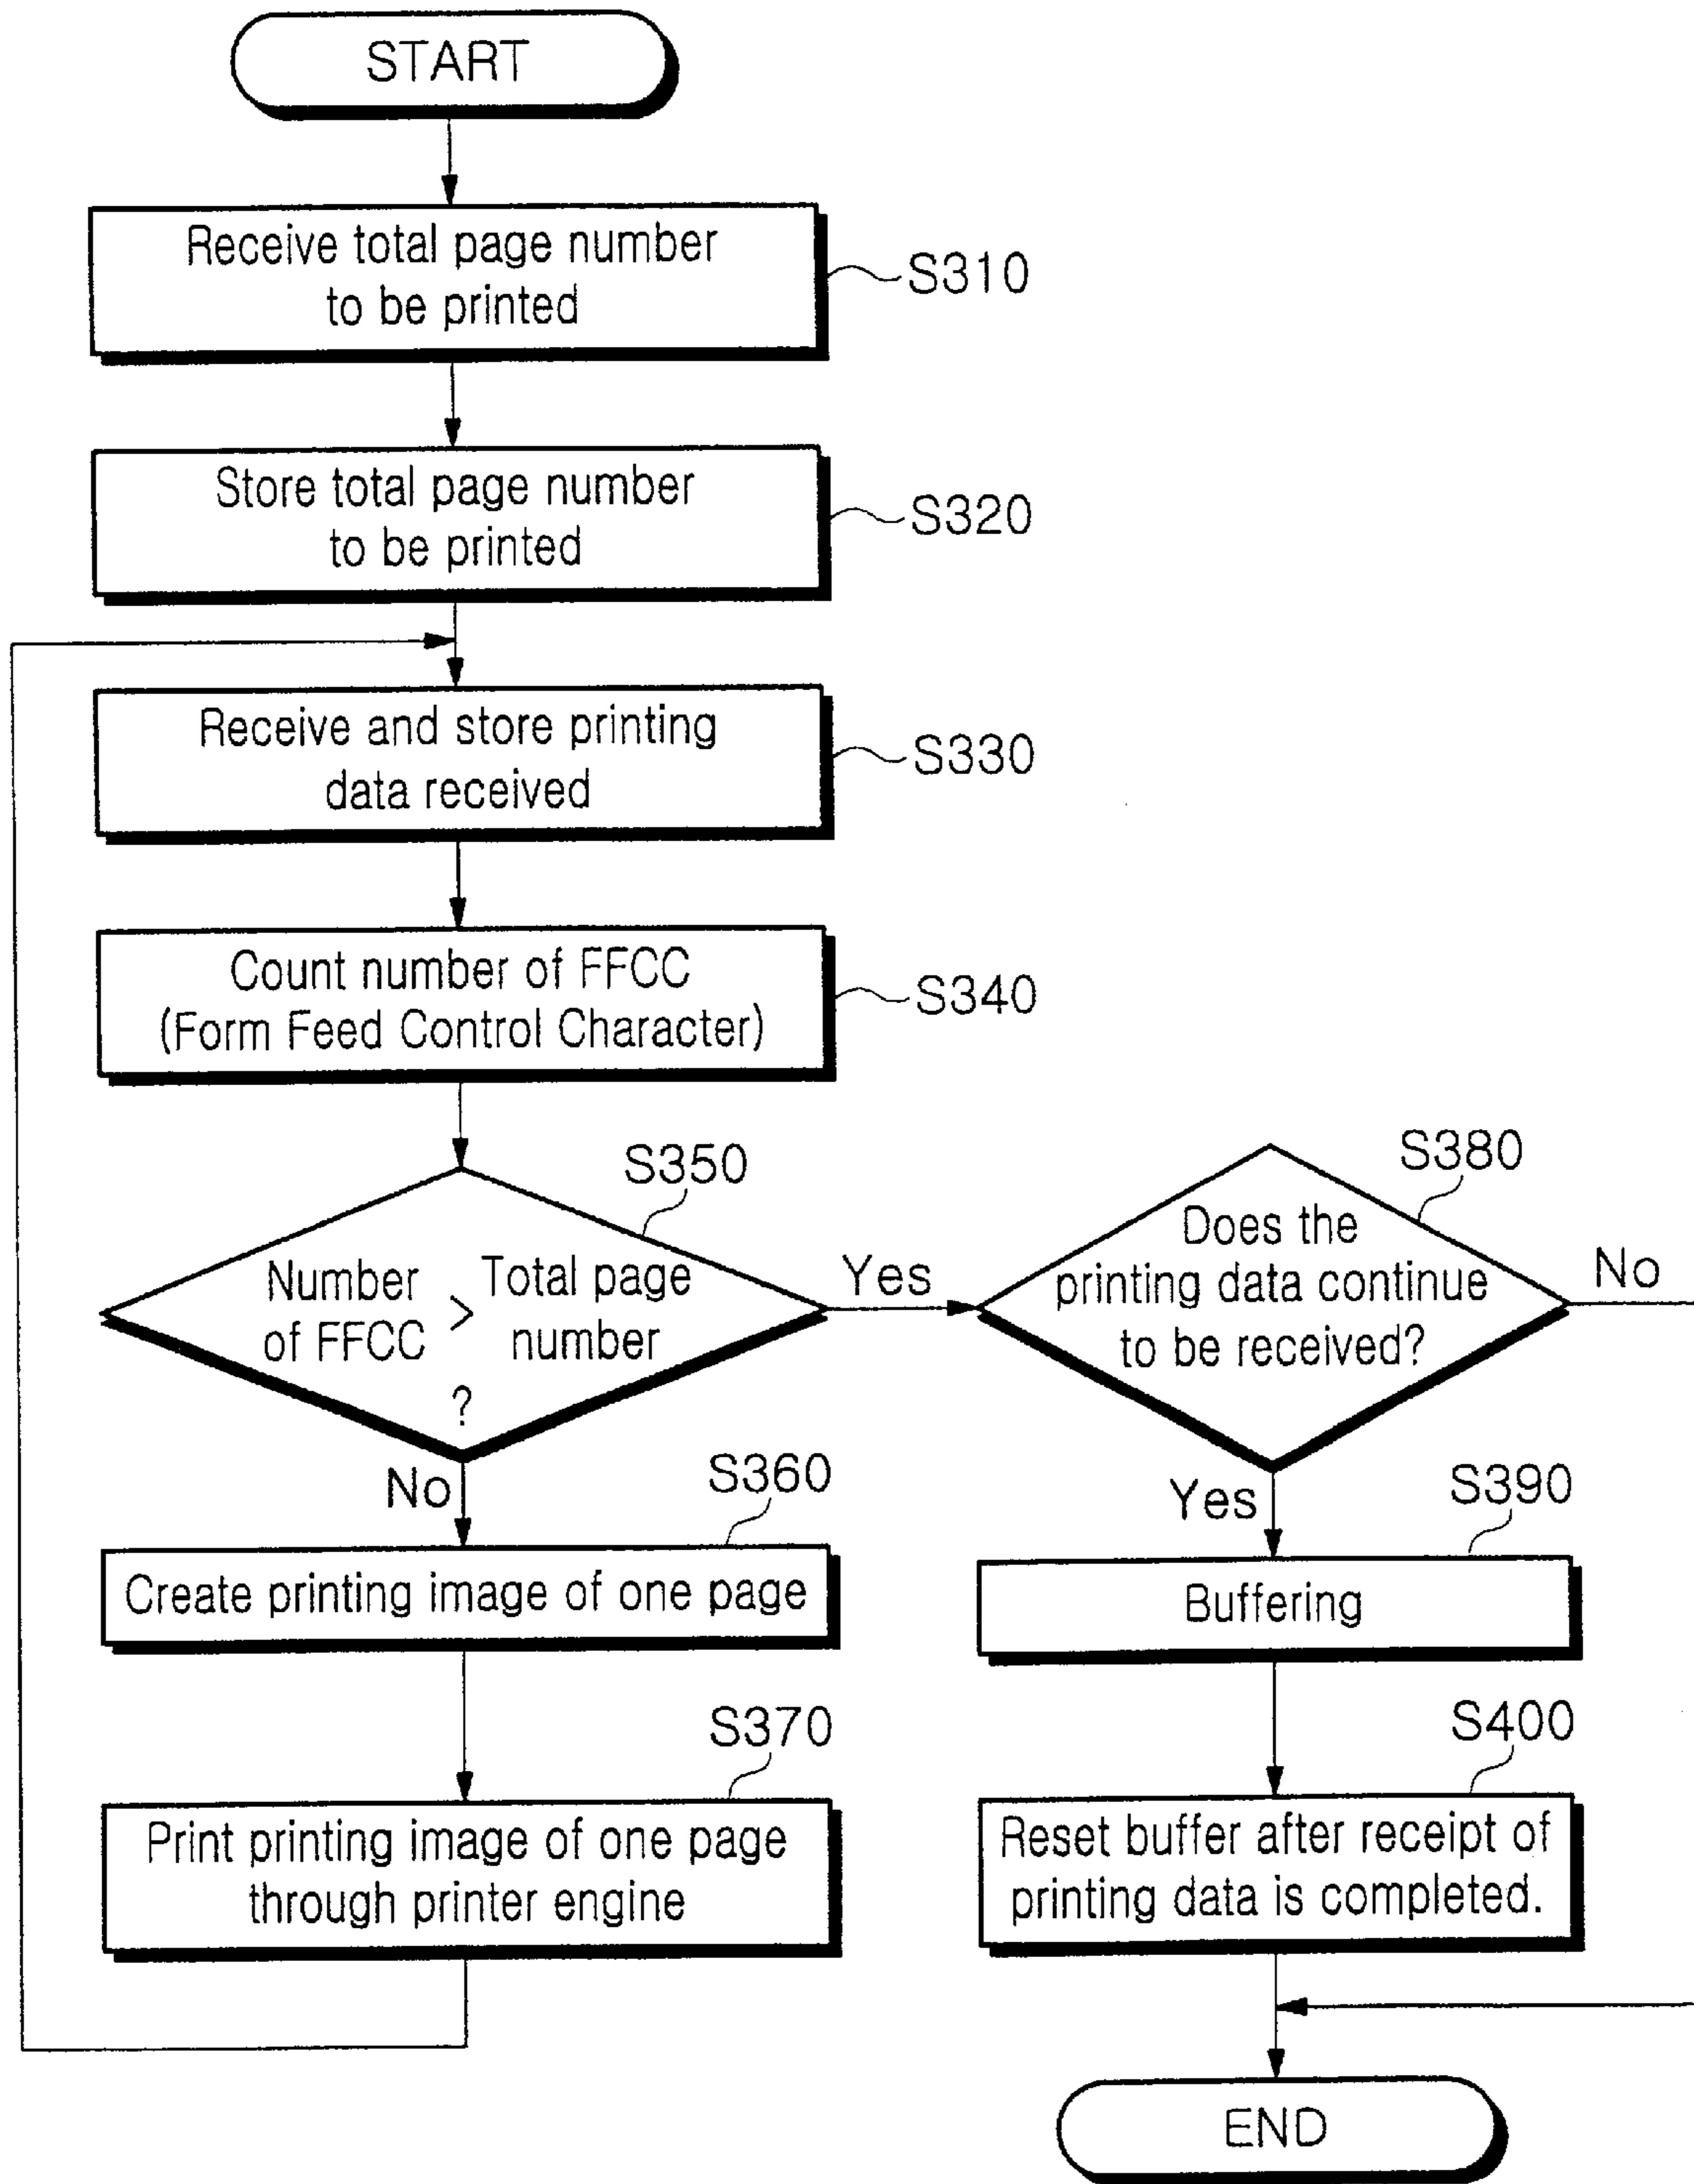 START
Receive total page number
to be printed
S310
Store total page number
to be printed
S320
Receive and store printing
data received
S330
Count number of FFCC
(Form Feed Control Character)
S340
S350
Number
of FFCC
>
Total page
number
?
Yes
No
S380
Does the
printing data continue
to be received?
No
Yes
S360
Create printing image of one page
S370
Print printing image of one page
through printer engine
S390
Buffering
S400
Reset buffer after receipt of
printing data is completed.
END